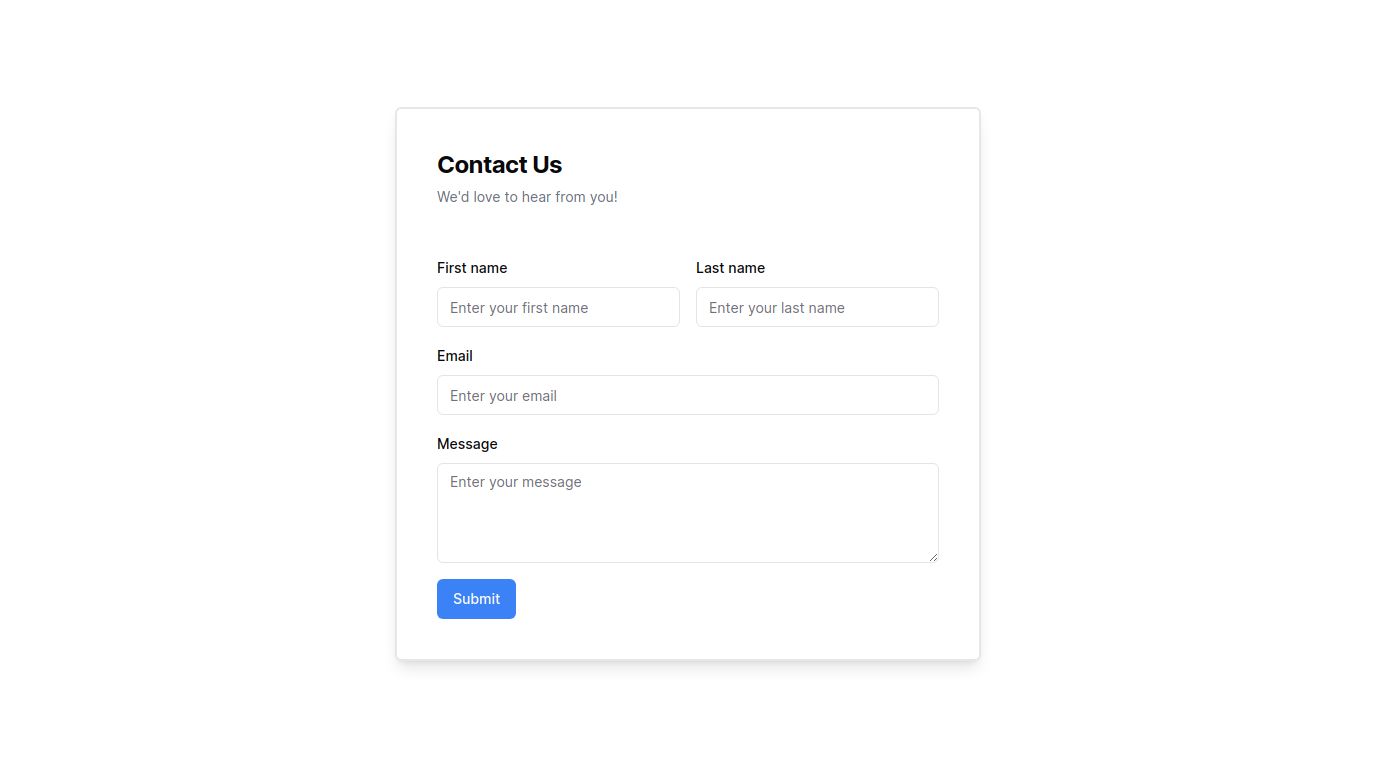 Contact Us
We'd love to hear from you!
First name
Last name
Enter your first name
Enter your last name
Email
Enter your email
Message
Enter your message
Submit